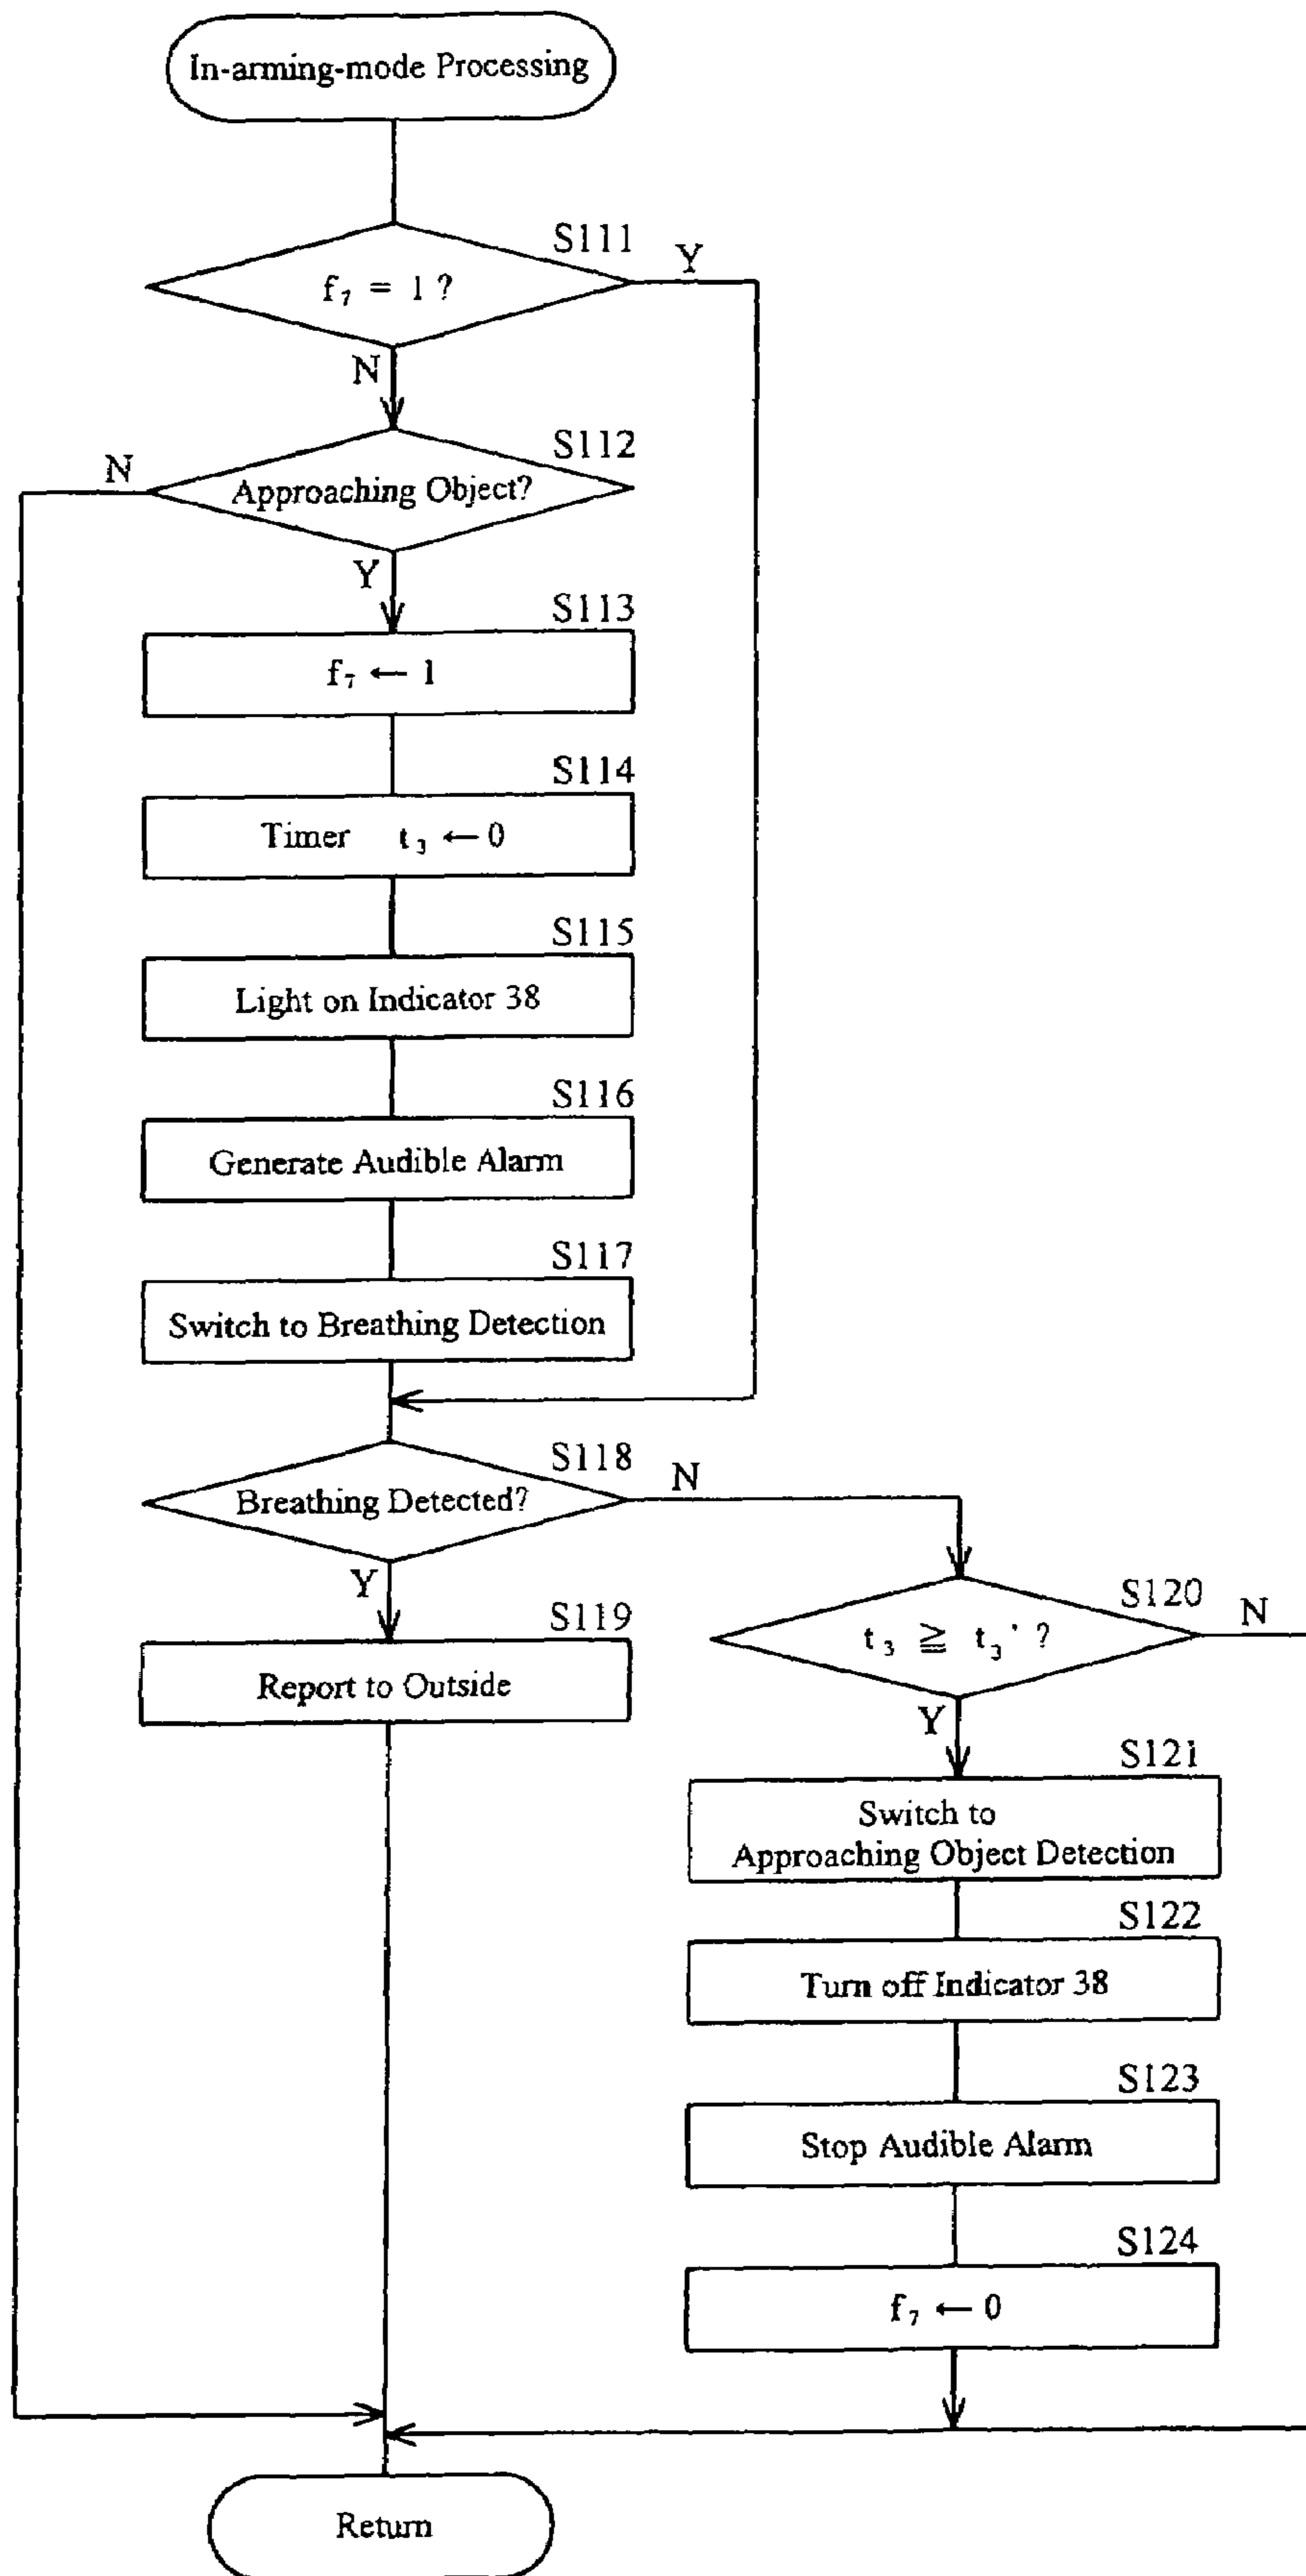 In-arming-mode Processing
S111
Y
f₇ = 1 ?
N
S112
N
Approaching Object?
Y
S113
f₇ ← 1
S114
Timer t₃ ← 0
S115
Light on Indicator 38
S116
Generate Audible Alarm
S117
Switch to Breathing Detection
S118
N
Breathing Detected?
Y
S119
Report to Outside
S120
N
t₃ ≧ t₃' ?
Y
S121
Switch to
Approaching Object Detection
S122
Turn off Indicator 38
S123
Stop Audible Alarm
S124
f₇ ← 0
Return